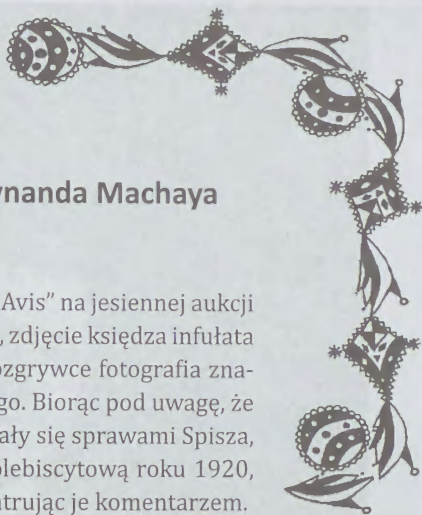 ynanda Machaya
Avis” na jesiennej aukcji
, zdjęcie księdza infułata
ozgrywce fotografia zna-
go. Biorąc pod uwagę, że
ały się sprawami Spisza,
olebiscytową roku 1920,
atrując je komentarzem.